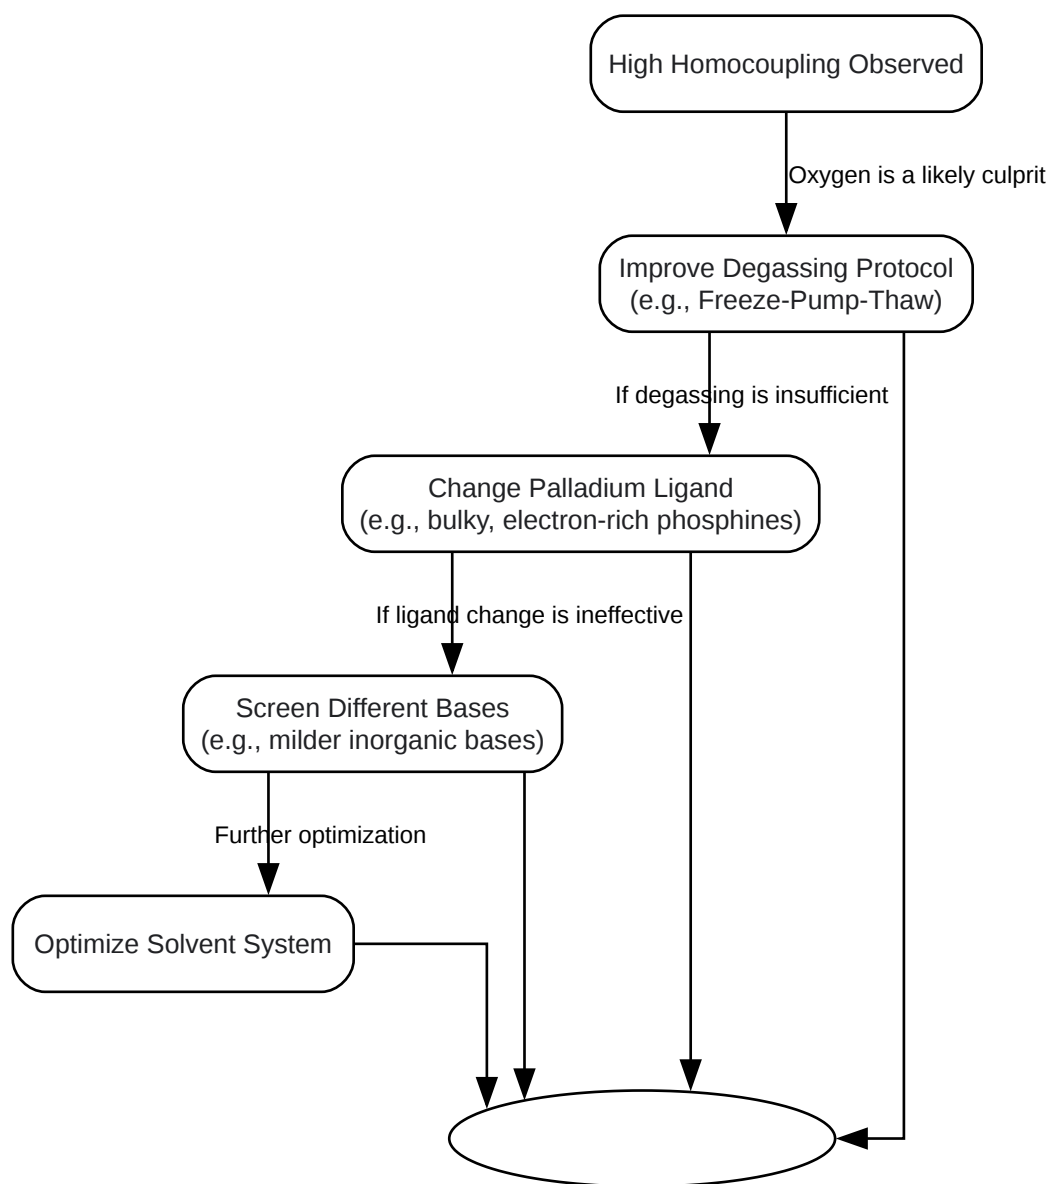 High Homocoupling Observed
Oxygen is a likely culprit
Improve Degassing Protocol
(e.g., Freeze-Pump-Thaw)
If degassing is insufficient
Change Palladium Ligand
(e.g., bulky, electron-rich phosphines)
If ligand change is ineffective
Screen Different Bases
(e.g., milder inorganic bases)
Further optimization
Optimize Solvent System